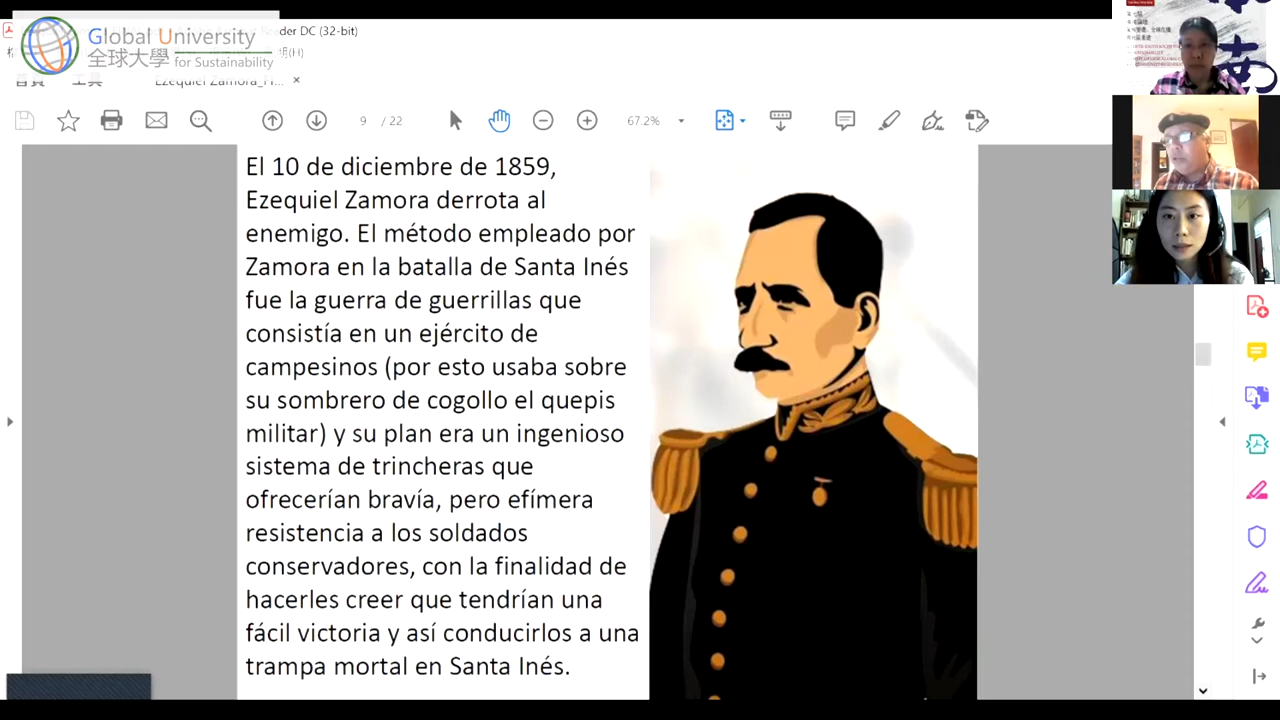 Global University
全球大學 for Sustainability
Reader DC (32-bit)
9 / 22
67.2%
El 10 de diciembre de 1859,
Ezequiel Zamora derrota al
enemigo. El método empleado por
Zamora en la batalla de Santa Inés
fue la guerra de guerrillas que
consistía en un ejército de
campesinos (por esto usaba sobre
su sombrero de cogollo el quepis
militar) y su plan era un ingenioso
sistema de trincheras que
ofrecerían bravía, pero efímera
resistencia a los soldados
conservadores, con la finalidad de
hacerles creer que tendrían una
fácil victoria y así conducirlos a una
trampa mortal en Santa Inés.